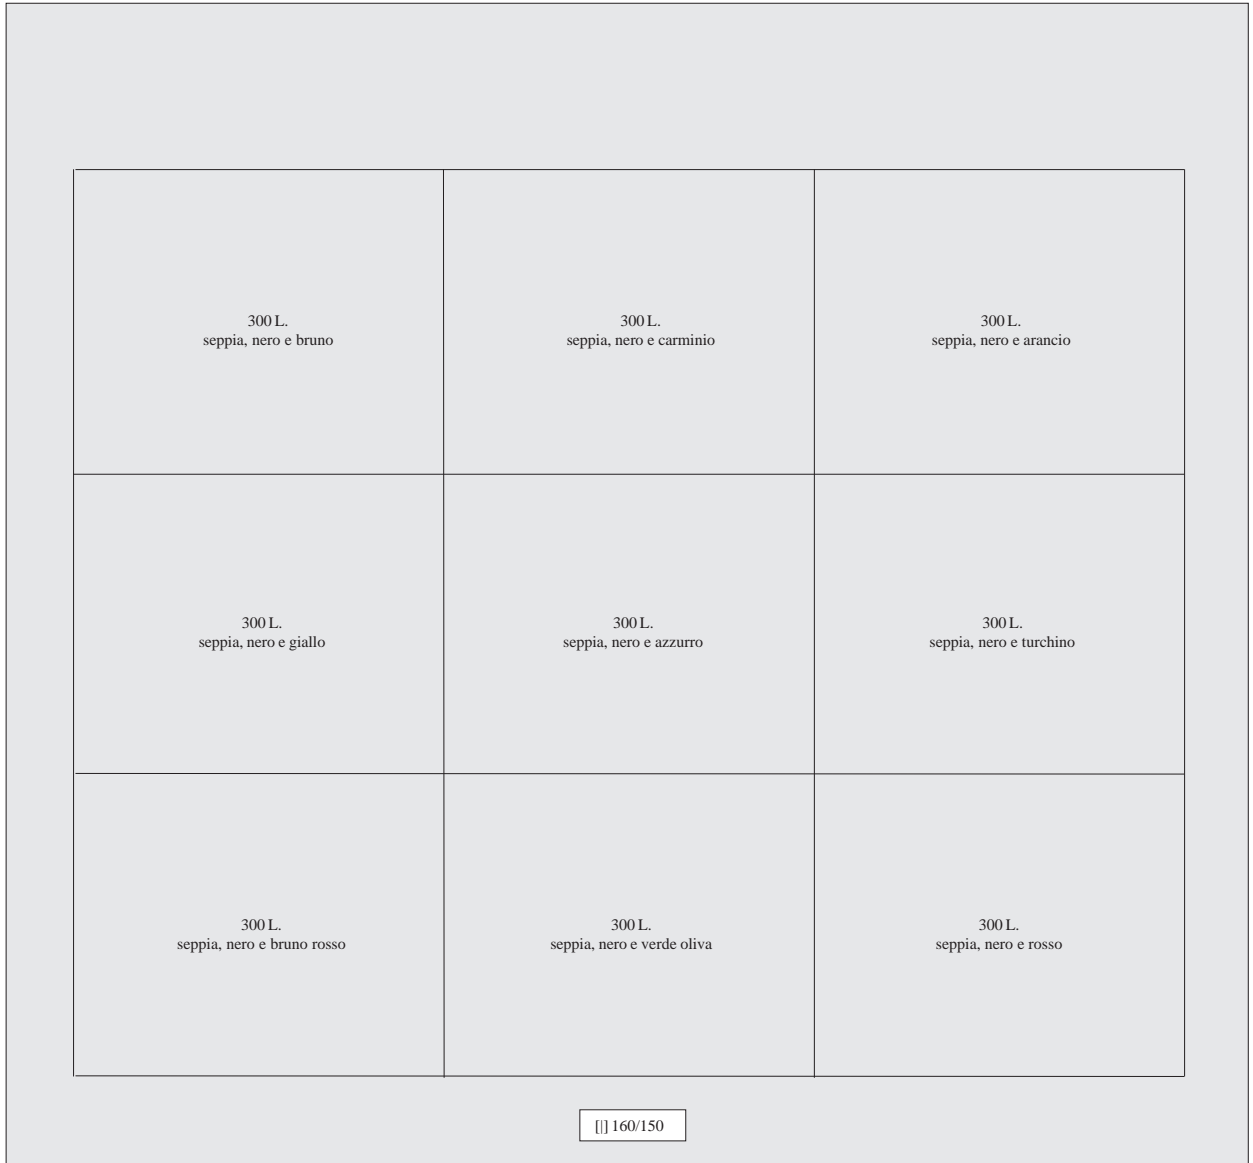 300 L.
seppia, nero e bruno
300 L.
seppia, nero e carminio
300 L.
seppia, nero e arancio
300 L.
seppia, nero e giallo
300 L.
seppia, nero e azzurro
300 L.
seppia, nero e turchino
300 L.
seppia, nero e bruno rosso
300 L.
seppia, nero e verde oliva
300 L.
seppia, nero e rosso
[|] 160/150